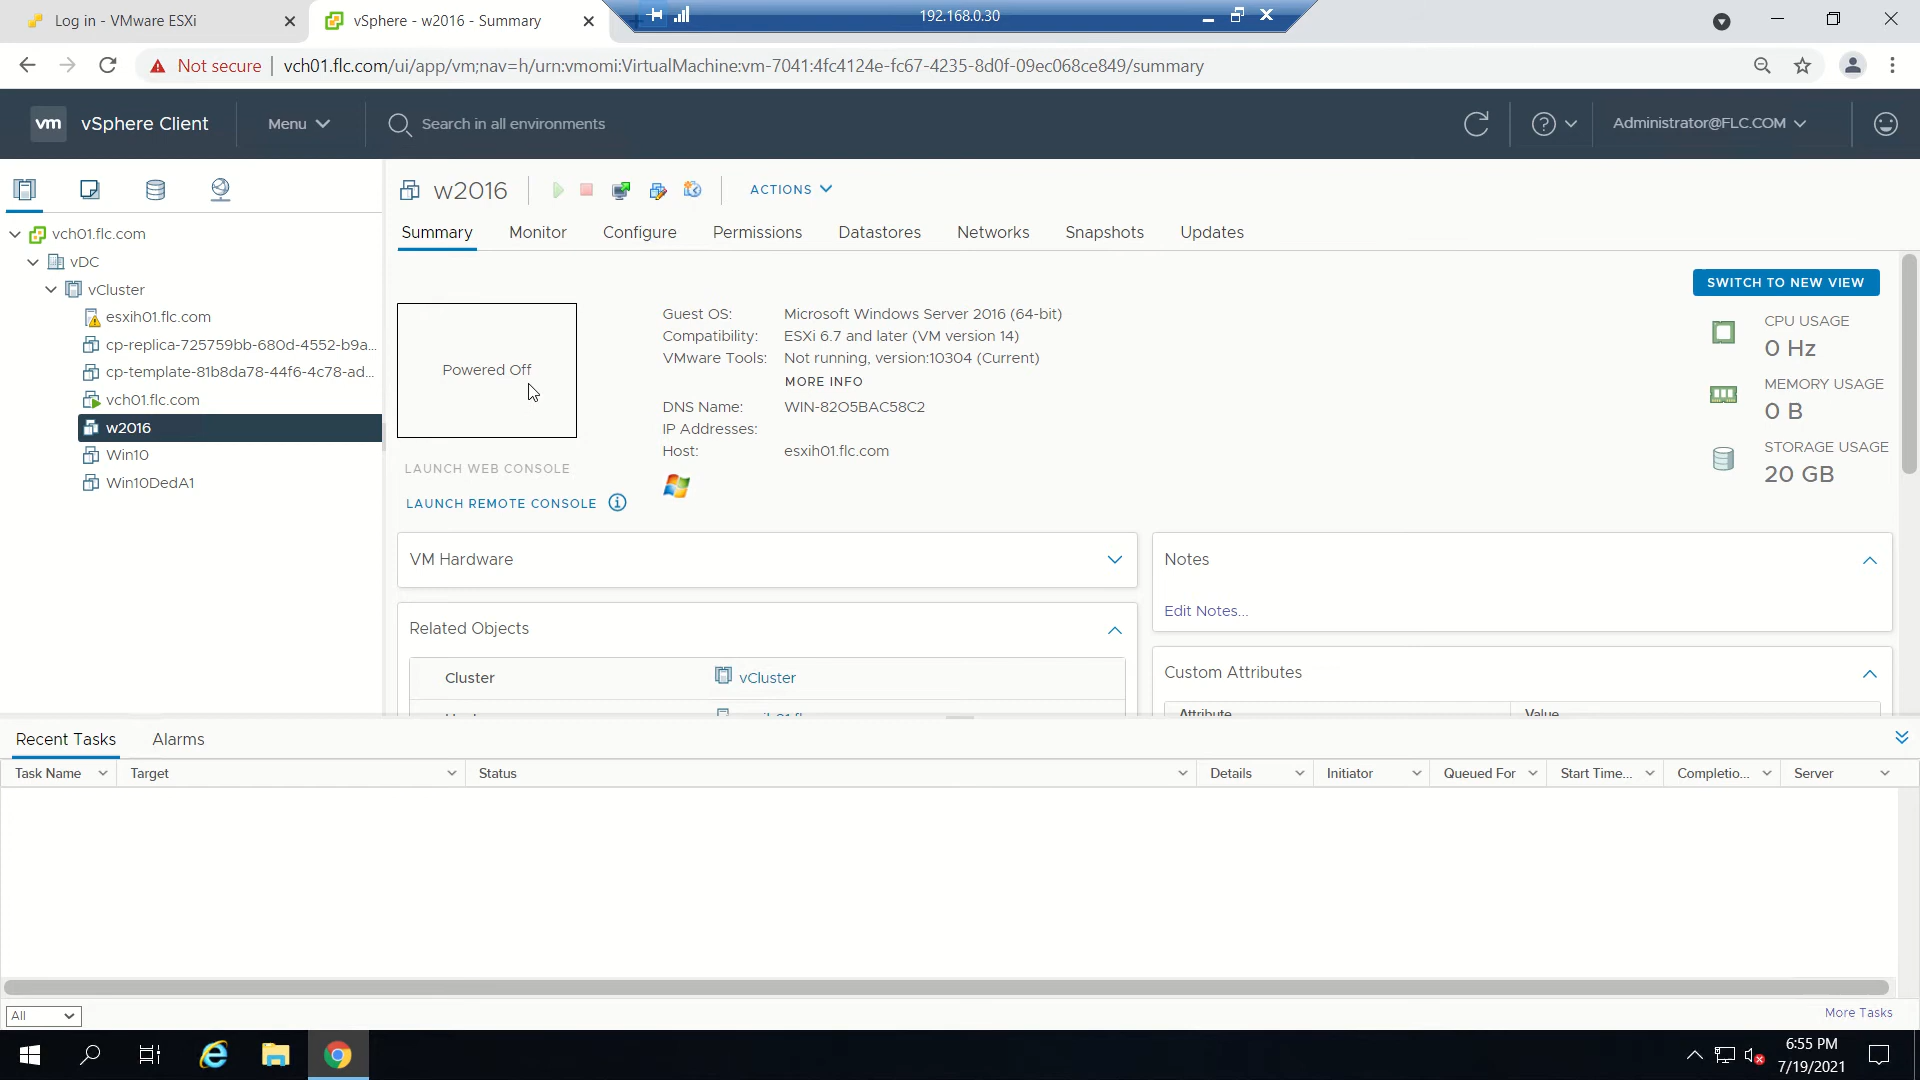 Log in - VMware ESXi
vSphere - w2016 - Summary
192.168.0.30
Not secure
vch01.flc.com/ui/app/vm;nav=h/urn:vmomi:VirtualMachine:vm-7041:4fc4124e-fc67-4235-8d0f-09ec068ce849/summary
vm vSphere Client
Menu
Search in all environments
Administrator@FLC.COM
w2016
ACTIONS
Summary
Monitor
Configure
Permissions
Datastores
Networks
Snapshots
Updates
vch01.flc.com
vDC
vCluster
esxih01.flc.com
cp-replica-725759bb-680d-4552-b9a...
cp-template-81b8da78-44f6-4c78-ad...
vch01.flc.com
w2016
Win10
Win10DedA1
Powered Off
LAUNCH WEB CONSOLE
LAUNCH REMOTE CONSOLE
Guest OS: Microsoft Windows Server 2016 (64-bit)
Compatibility: ESXi 6.7 and later (VM version 14)
VMware Tools: Not running, version:10304 (Current)
MORE INFO
DNS Name: WIN-82O5BAC58C2
IP Addresses:
Host: esxih01.flc.com
SWITCH TO NEW VIEW
CPU USAGE
0 Hz
MEMORY USAGE
0 B
STORAGE USAGE
20 GB
VM Hardware
Related Objects
Cluster vCluster
Notes
Edit Notes...
Custom Attributes
Attribute Value
Recent Tasks
Alarms
Task Name
Target
Status
Details
Initiator
Queued For
Start Time...
Completio...
Server
All
More Tasks
6:55 PM
7/19/2021